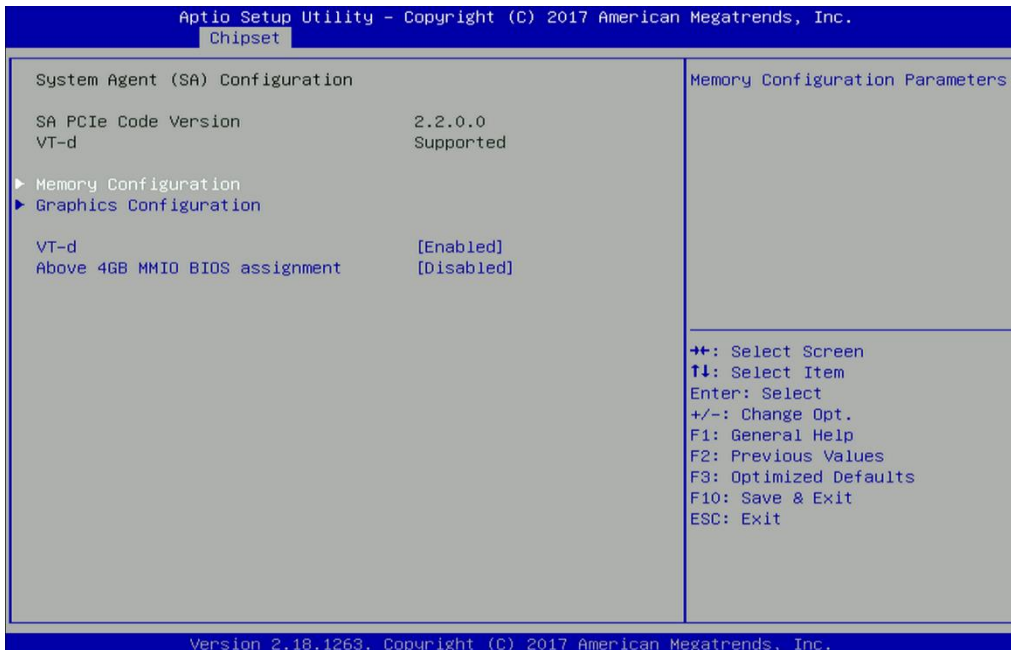 Aptio Setup Utility – Copyright (C) 2017 American Megatrends, Inc.
Chipset
System Agent (SA) Configuration
SA PCIe Code Version 2.2.0.0
VT-d Supported
Memory Configuration
Graphics Configuration
VT-d [Enabled]
Above 4GB MMIO BIOS assignment [Disabled]
Memory Configuration Parameters
→←: Select Screen
↑↓: Select Item
Enter: Select
+/-: Change Opt.
F1: General Help
F2: Previous Values
F3: Optimized Defaults
F10: Save & Exit
ESC: Exit
Version 2.18.1263. Copyright (C) 2017 American Megatrends, Inc.